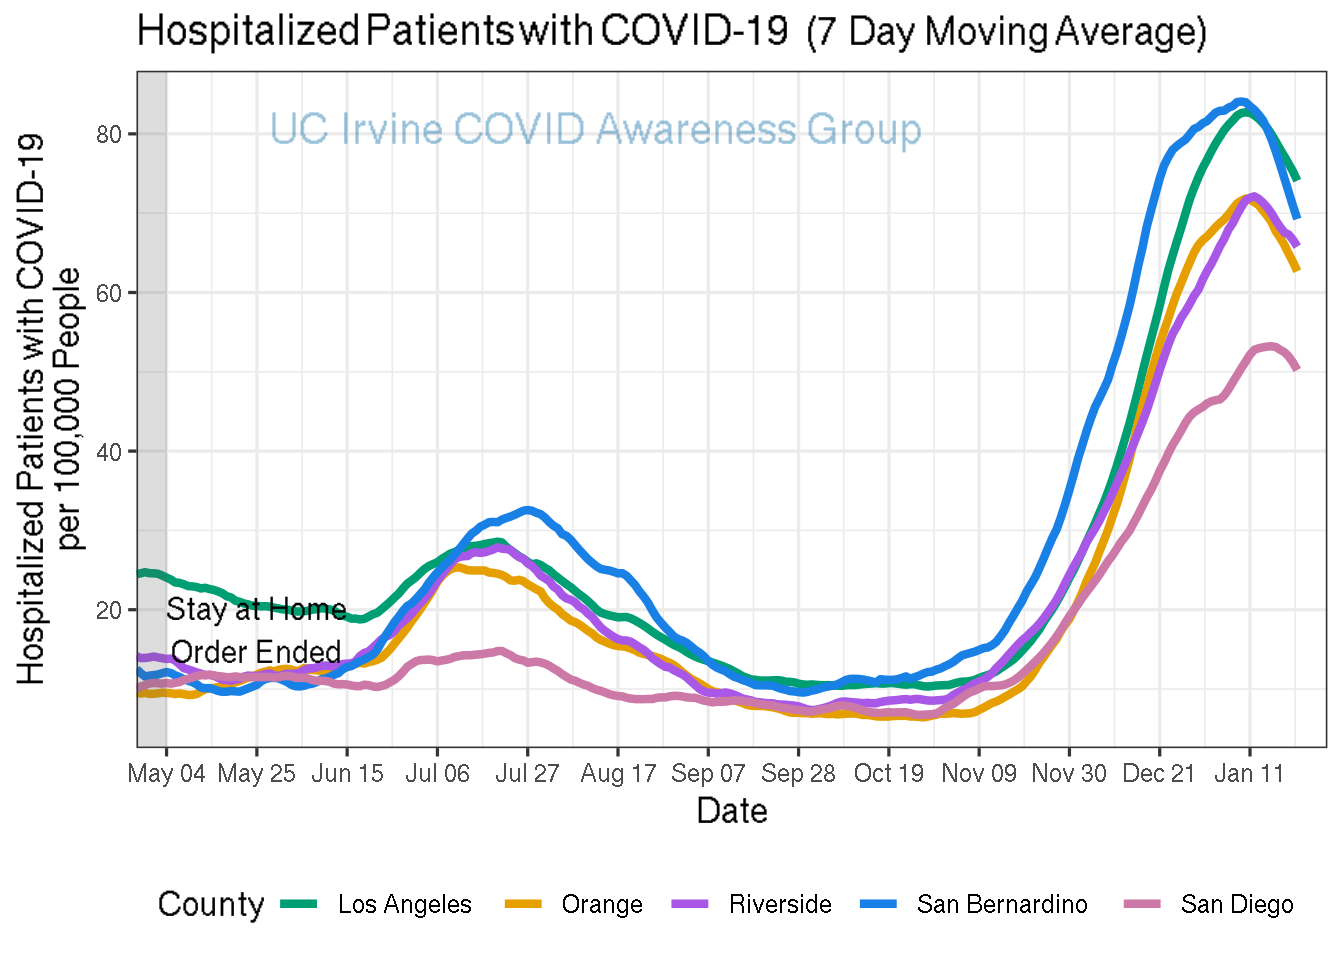 Hospitalized Patients with COVID-19 (7 Day Moving Average)
UC Irvine COVID Awareness Group
Hospitalized Patients with COVID-19
per 100,000 People
80
60
40
20
Stay at Home
Order Ended
May 04 May 25 Jun 15 Jul 06 Jul 27 Aug 17 Sep 07 Sep 28 Oct 19 Nov 09 Nov 30 Dec 21 Jan 11
Date
County Los Angeles Orange Riverside San Bernardino San Diego